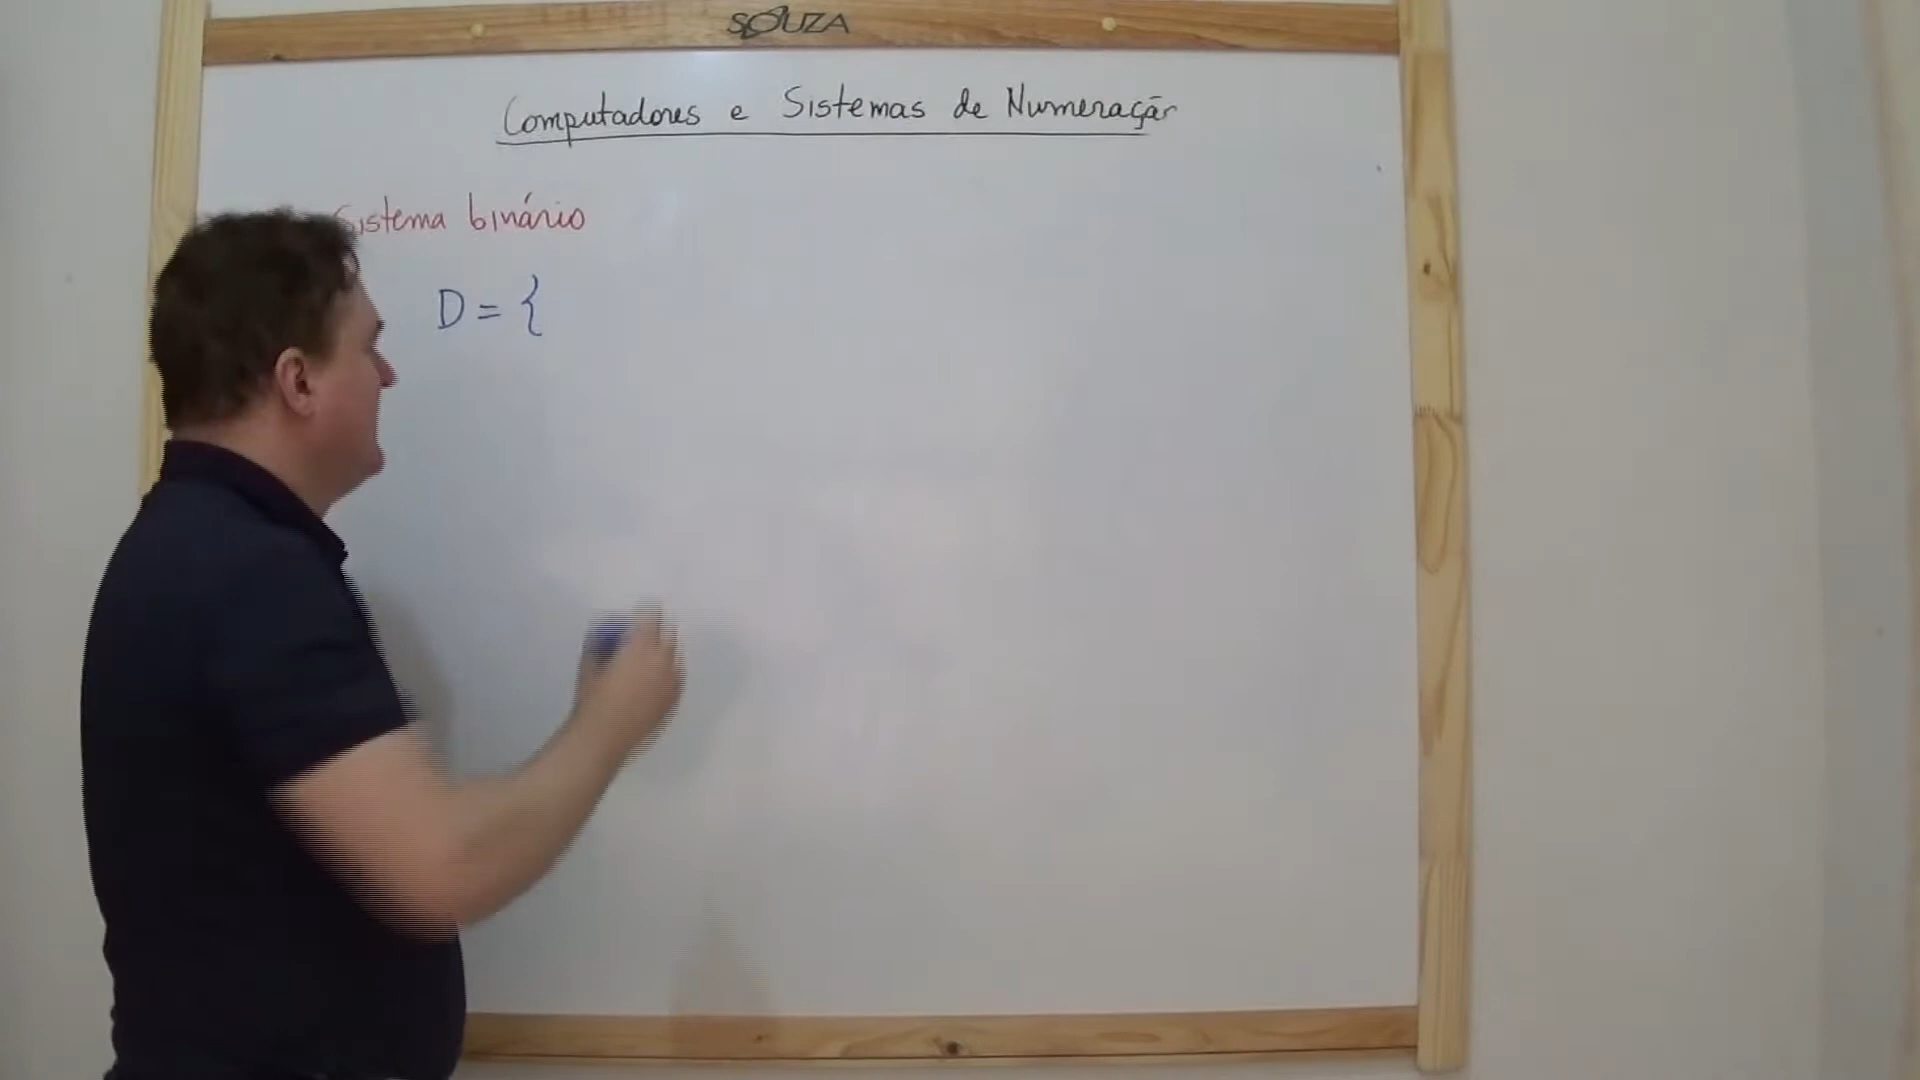 SOUZA
Computadores e Sistemas de Numeração
Sistema binário
D = {